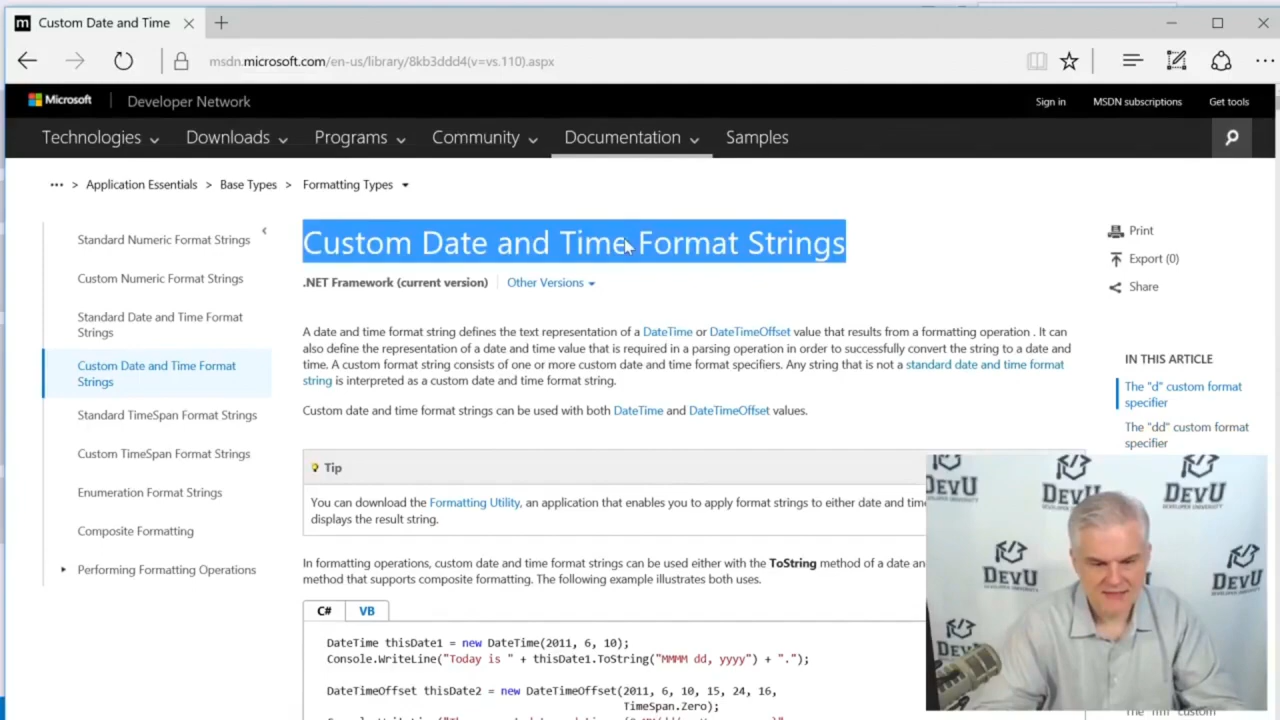 Custom Date and Time
msdn.microsoft.com/en-us/library/8kb3ddd4(v=vs.110).aspx
Microsoft
Developer Network
Sign in
MSDN subscriptions
Get tools
Technologies
Downloads
Programs
Community
Documentation
Samples
••• > Application Essentials > Base Types > Formatting Types
Standard Numeric Format Strings
Custom Numeric Format Strings
Standard Date and Time Format
Strings
Custom Date and Time Format
Strings
Standard TimeSpan Format Strings
Custom TimeSpan Format Strings
Enumeration Format Strings
Composite Formatting
Performing Formatting Operations
Custom Date and Time Format Strings
.NET Framework (current version)
Other Versions
A date and time format string defines the text representation of a DateTime or DateTimeOffset value that results from a formatting operation . It can
also define the representation of a date and time value that is required in a parsing operation in order to successfully convert the string to a date and
time. A custom format string consists of one or more custom date and time format specifiers. Any string that is not a standard date and time format
string is interpreted as a custom date and time format string.
Custom date and time format strings can be used with both DateTime and DateTimeOffset values.
Tip
You can download the Formatting Utility, an application that enables you to apply format strings to either date and time
displays the result string.
In formatting operations, custom date and time format strings can be used either with the ToString method of a date an
method that supports composite formatting. The following example illustrates both uses.
C#
VB
DateTime thisDate1 = new DateTime(2011, 6, 10);
Console.WriteLine("Today is " + thisDate1.ToString("MMMM dd, yyyy") + ".");
DateTimeOffset thisDate2 = new DateTimeOffset(2011, 6, 10, 15, 24, 16,
TimeSpan.Zero);
Print
Export (0)
Share
IN THIS ARTICLE
The "d" custom format
specifier
The "dd" custom format
specifier
DEVU
DEVELOPER UNIVERSITY
DEVU
DEVELOPER UNIVERSITY
DEVU
DEVELOPER UNIVERSITY
DEVU
DEVELOPER UNIVERSITY
DEVU
DEVELOPER UNIVERSITY